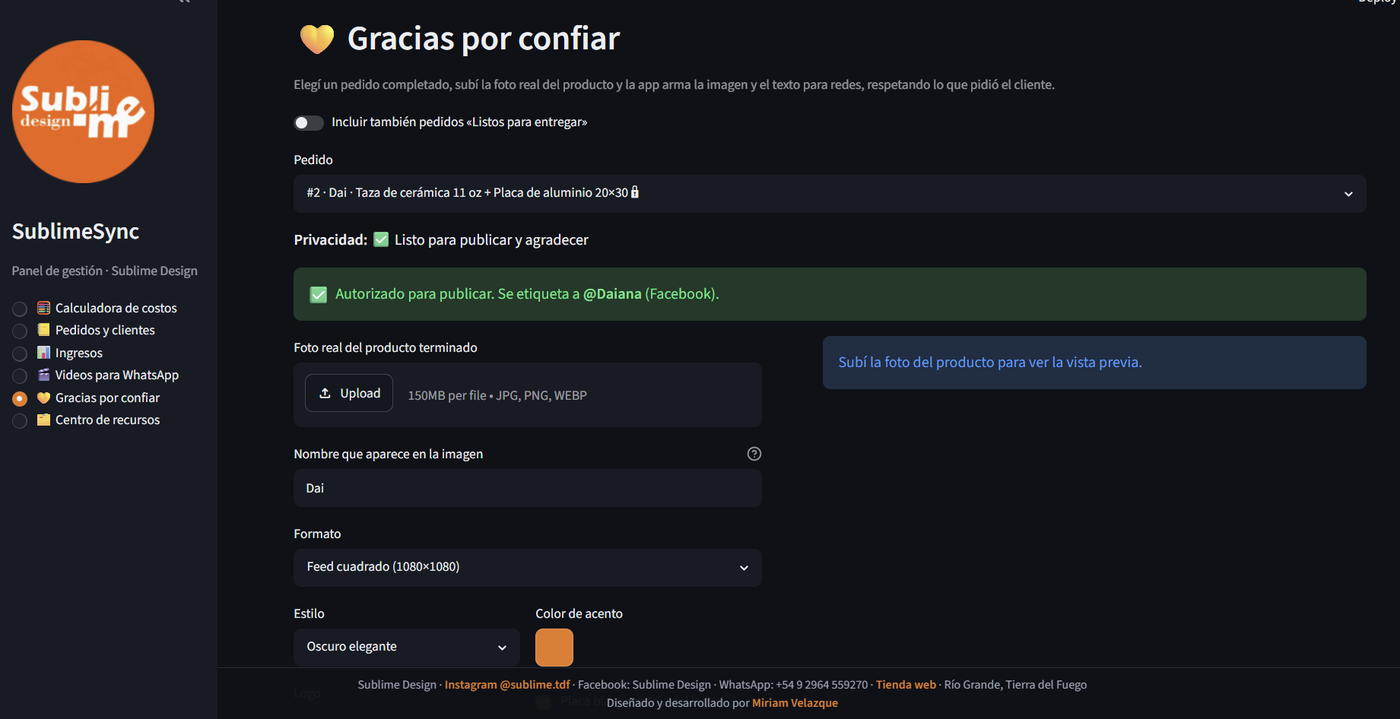 Deploy
Sublime
design
SublimeSync
Panel de gestión · Sublime Design
Calculadora de costos
Pedidos y clientes
Ingresos
Videos para WhatsApp
Gracias por confiar
Centro de recursos
Gracias por confiar
Elegí un pedido completado, subí la foto real del producto y la app arma la imagen y el texto para redes, respetando lo que pidió el cliente.
Incluir también pedidos «Listos para entregar»
Pedido
#2 · Dai · Taza de cerámica 11 oz + Placa de aluminio 20×30
Privacidad: Listo para publicar y agradecer
Autorizado para publicar. Se etiqueta a @Daiana (Facebook).
Foto real del producto terminado
Upload 150MB per file • JPG, PNG, WEBP
Subí la foto del producto para ver la vista previa.
Nombre que aparece en la imagen
Dai
Formato
Feed cuadrado (1080×1080)
Estilo
Color de acento
Oscuro elegante
Logo
Sublime Design · Instagram @sublime.tdf · Facebook: Sublime Design · WhatsApp: +54 9 2964 559270 · Tienda web · Río Grande, Tierra del Fuego
Diseñado y desarrollado por Miriam Velazque